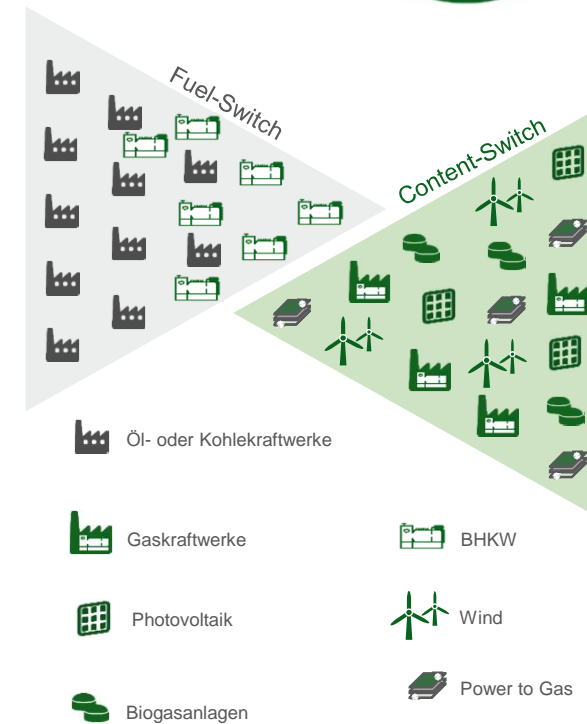 Fuel-Switch
Content-Switch
Öl- oder Kohlekraftwerke
Gaskraftwerke
BHKW
Photovoltaik
Wind
Power to Gas
Biogasanlagen